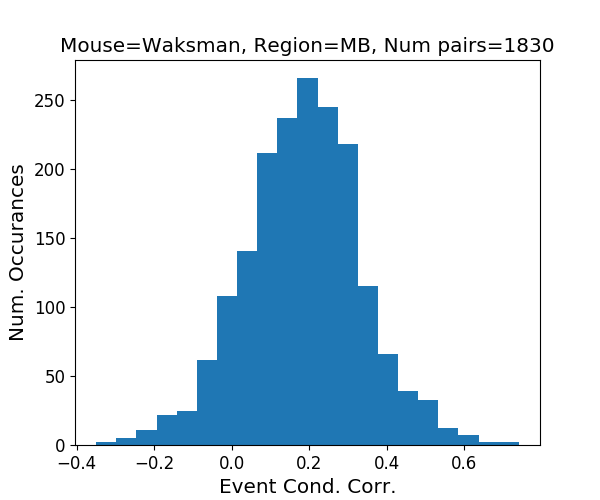 Mouse=Waksman, Region=MB, Num pairs=1830
Num. Occurances
250
200
150
100
50
0
−0.4 −0.2 0.0 0.2 0.4 0.6
Event Cond. Corr.